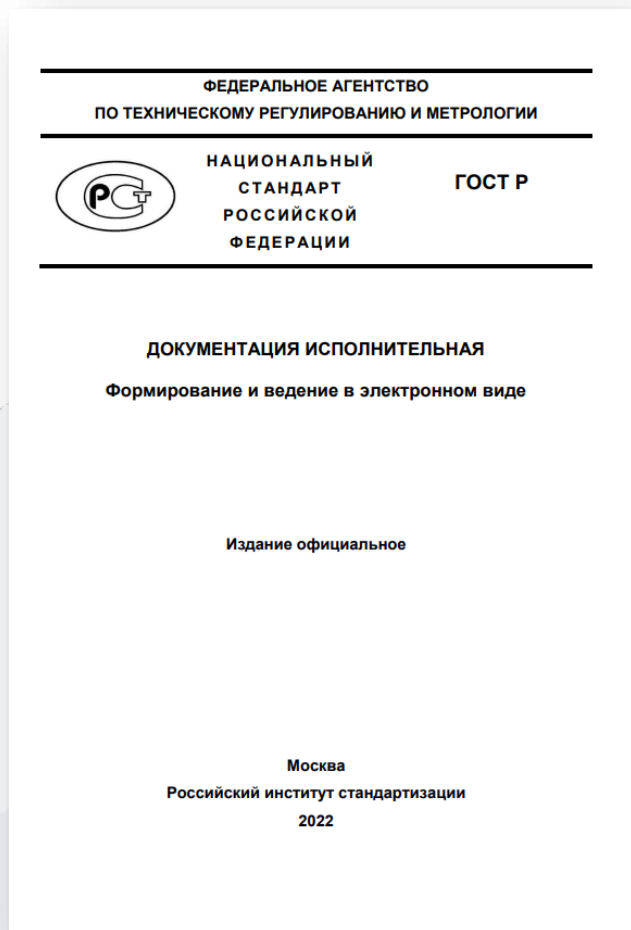 ФЕДЕРАЛЬНОЕ АГЕНТСТВО
ПО ТЕХНИЧЕСКОМУ РЕГУЛИРОВАНИЮ И МЕТРОЛОГИИ
РСТ
НАЦИОНАЛЬНЫЙ
СТАНДАРТ
РОССИЙСКОЙ
ФЕДЕРАЦИИ
ГОСТ Р
ДОКУМЕНТАЦИЯ ИСПОЛНИТЕЛЬНАЯ
Формирование и ведение в электронном виде
Издание официальное
Москва
Российский институт стандартизации
2022